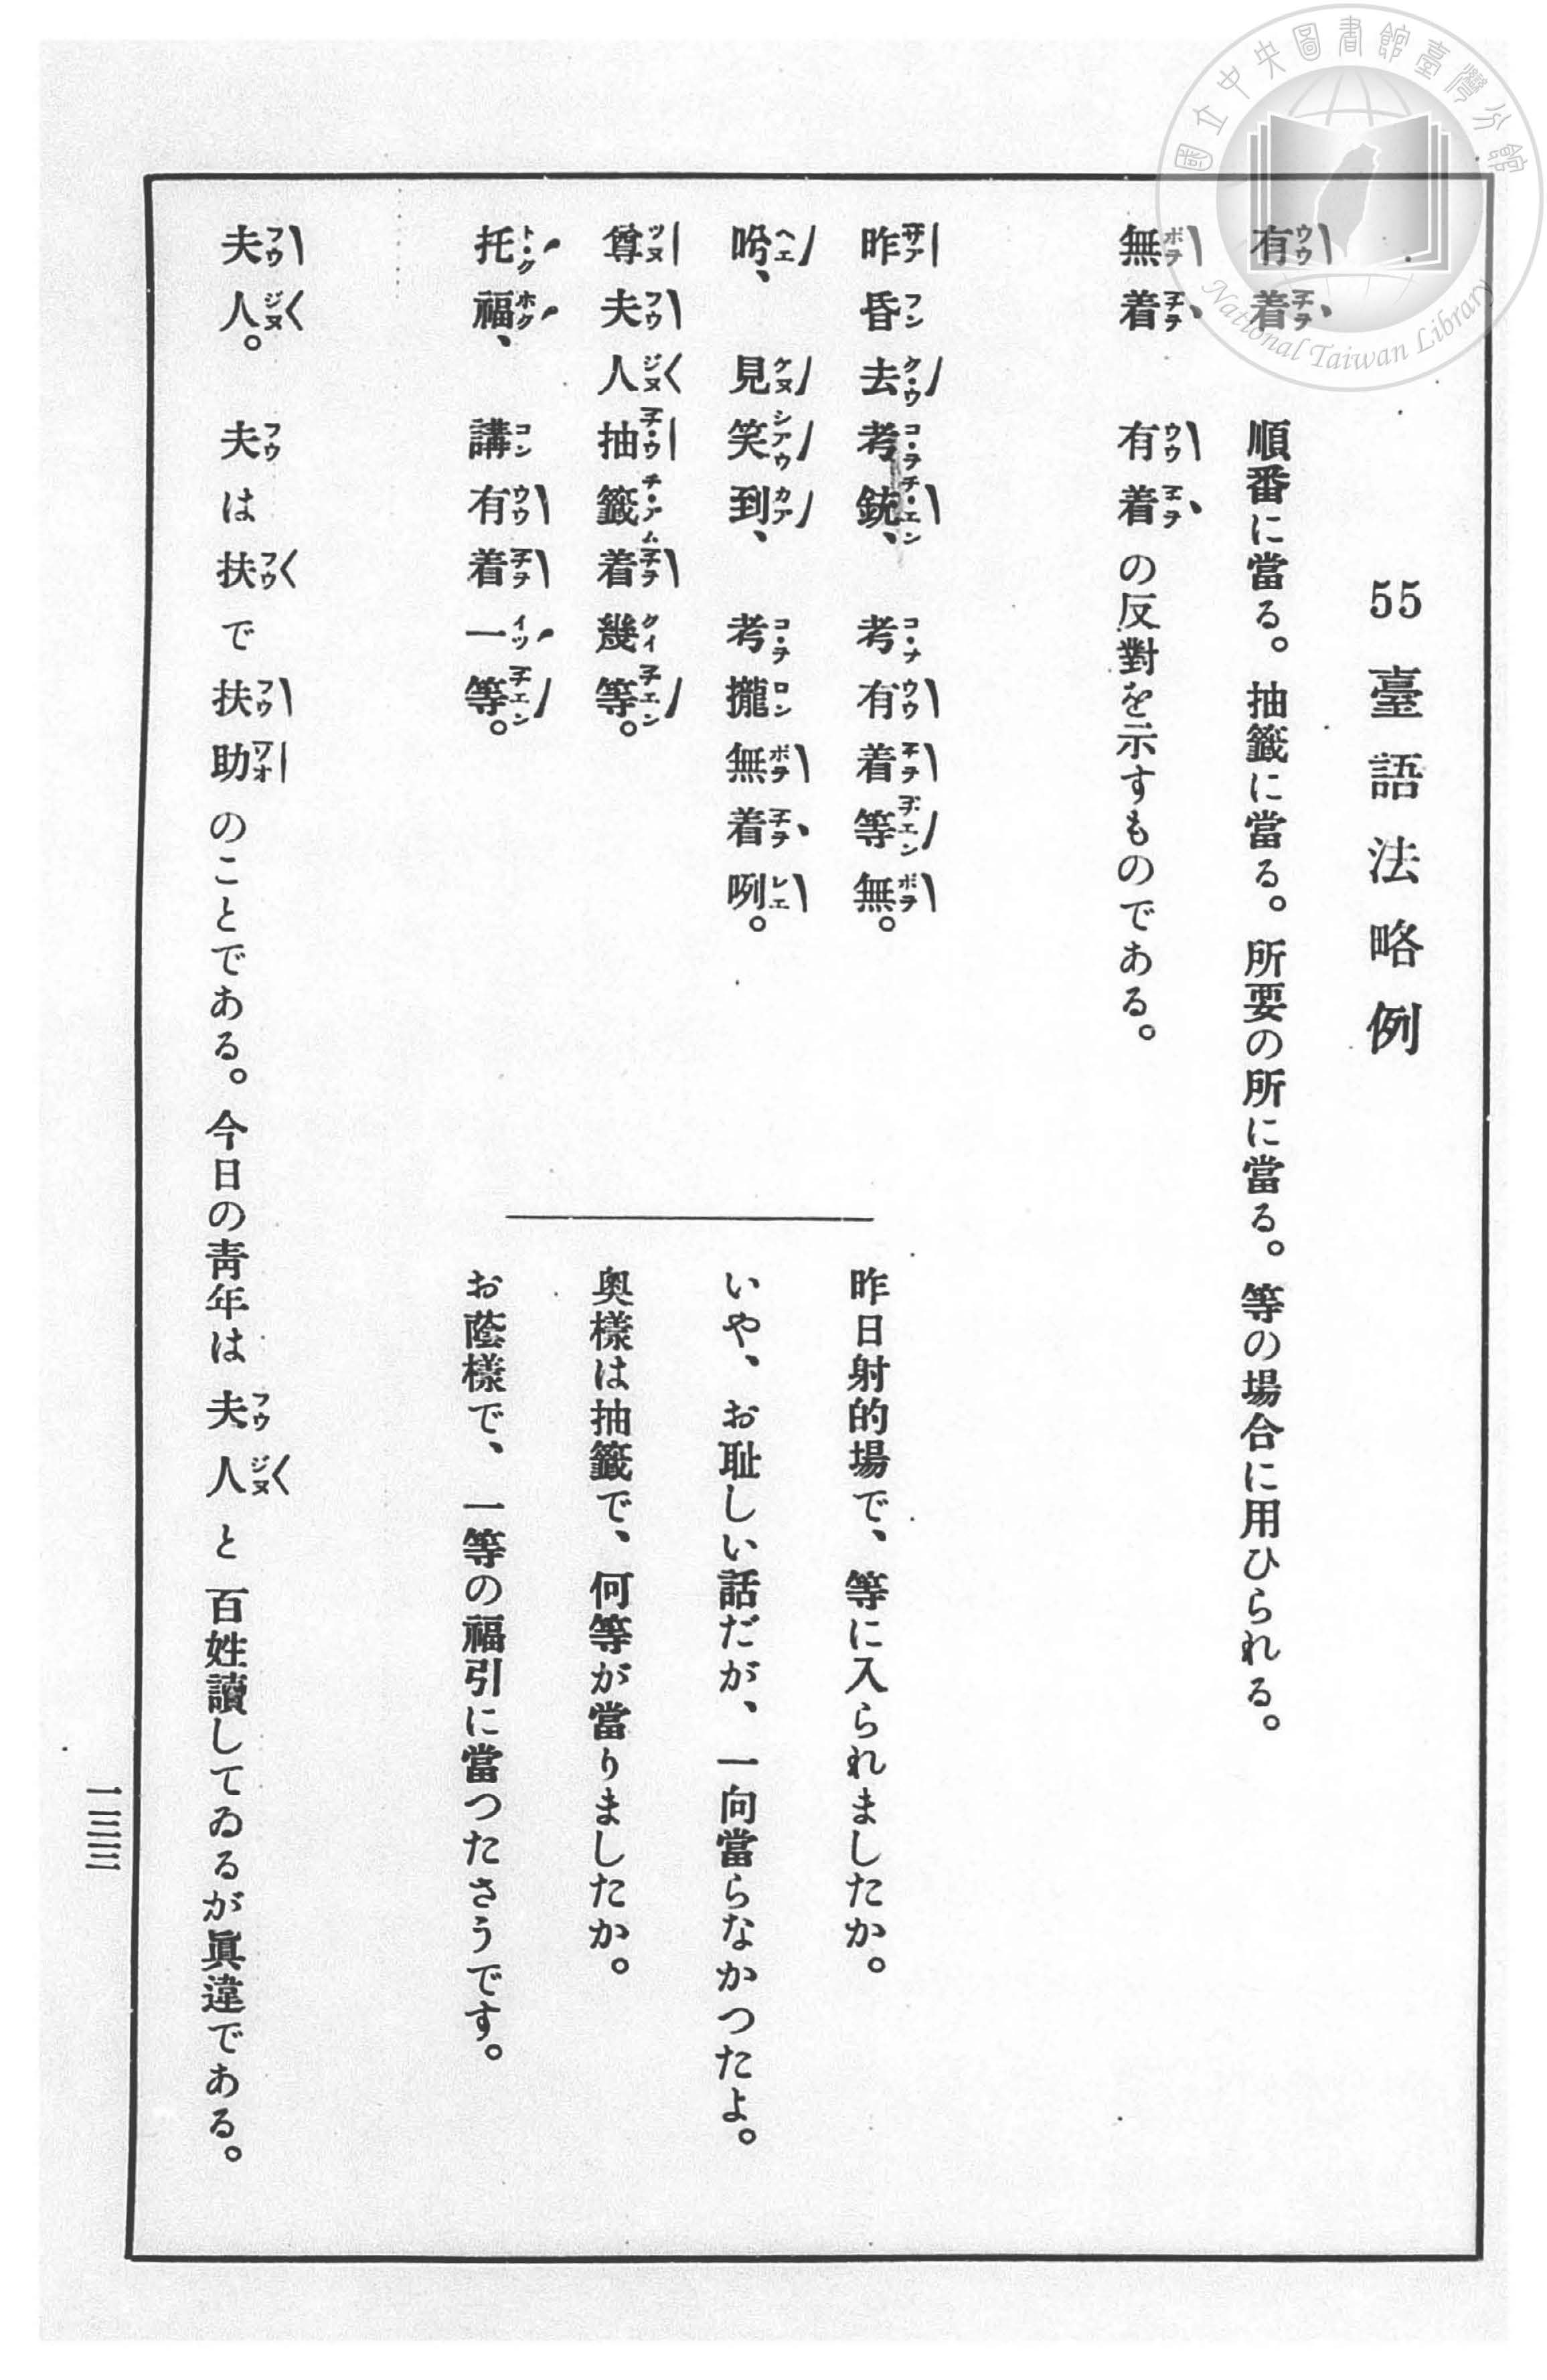 國立中央圖書館臺灣分館
National Taiwan Library
55 臺語法略例
有着
順番に當る。抽籤に當る。所要の所に當る。等の場合に用ひられる。
無着 有着の反對を示すものである。
昨昏去考銃、考有着等無。
昨日射的場で、等に入られましたか。
見笑到、考攏無着咧。
いや、お恥しい話だが、一向當らなかつたよ。
尊夫人抽籤着幾等。
奧樣は抽籤で、何等が當りましたか。
托福、講有着一等。
お蔭樣で、一等の福引に當つたさうです。
夫人。 夫は扶で扶助のことである。今日の靑年は夫人と百姓讀してゐるが眞違である。
一三三